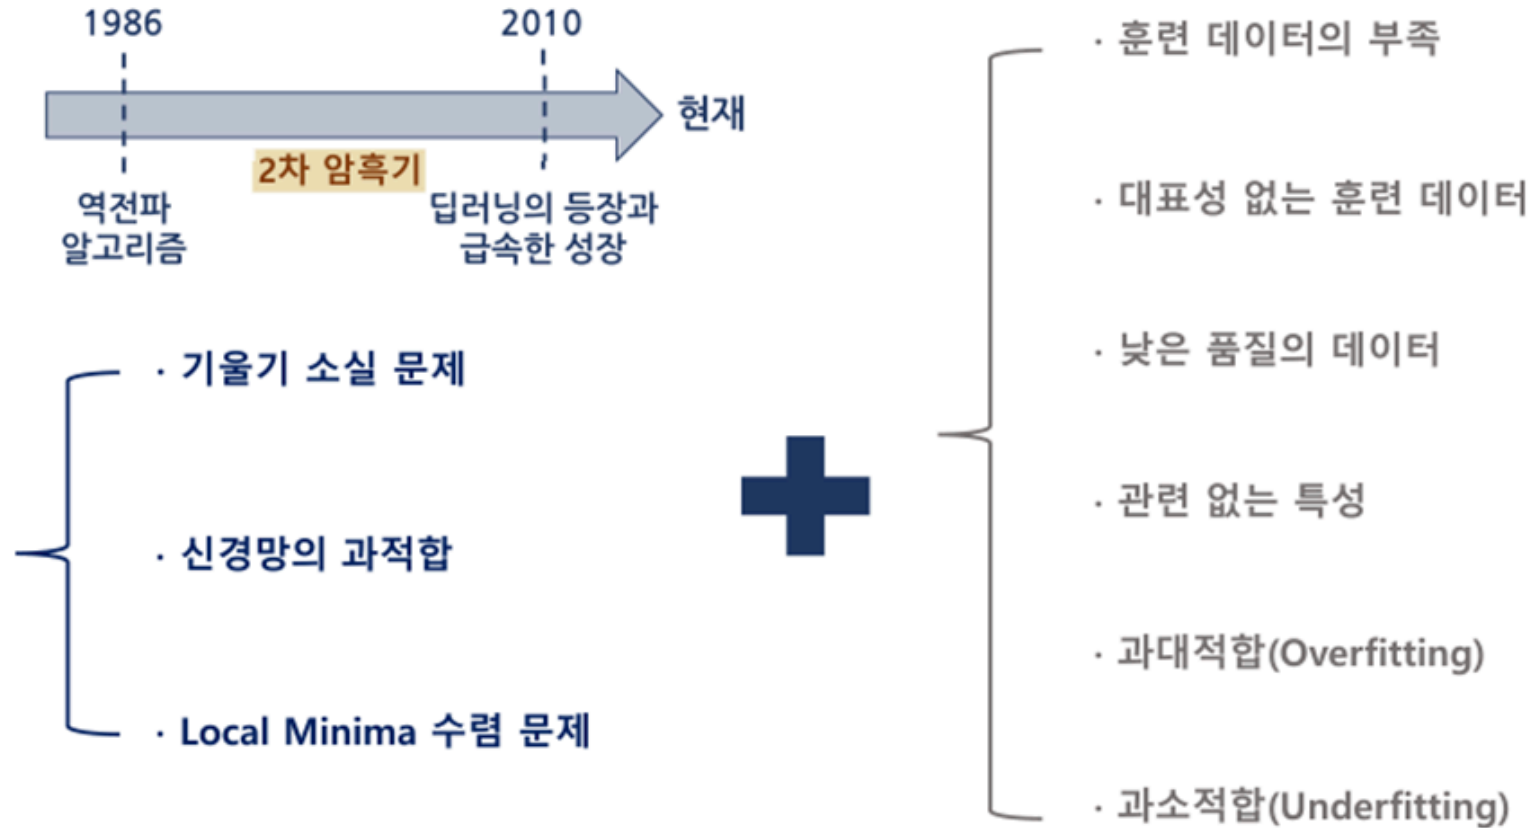 1986
2010
현재
2차 암흑기
역전파
알고리즘
딥러닝의 등장과
급속한 성장
· 기울기 소실 문제
· 신경망의 과적합
· Local Minima 수렴 문제
· 훈련 데이터의 부족
· 대표성 없는 훈련 데이터
· 낮은 품질의 데이터
· 관련 없는 특성
· 과대적합(Overfitting)
· 과소적합(Underfitting)